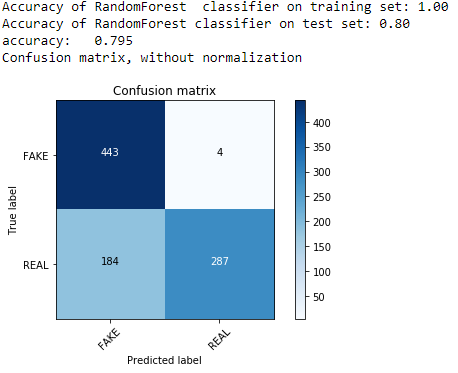 Accuracy of RandomForest  classifier on training set: 1.00
Accuracy of RandomForest classifier on test set: 0.80
accuracy:   0.795
Confusion matrix, without normalization
Confusion matrix
FAKE
REAL
True label
443
4
184
287
FAKE
REAL
Predicted label
400
350
300
250
200
150
100
50